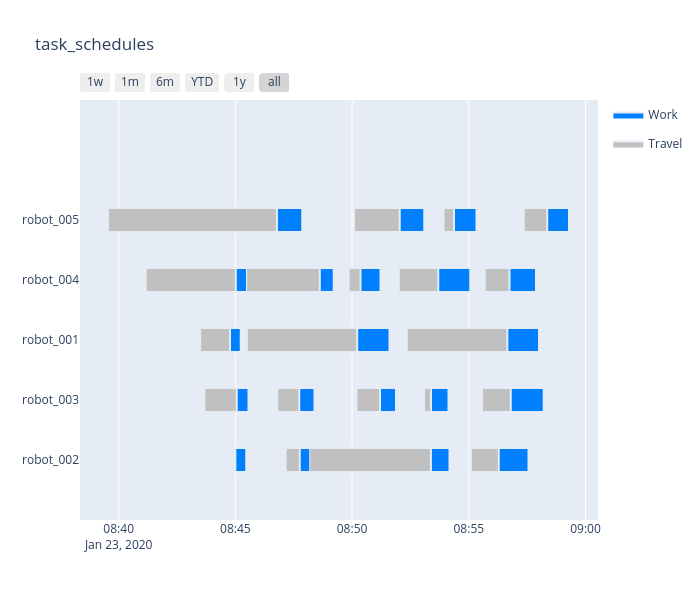 task_schedules
1w 1m 6m YTD 1y all
Work
Travel
robot_005
robot_004
robot_001
robot_003
robot_002
08:40 08:45 08:50 08:55 09:00
Jan 23, 2020